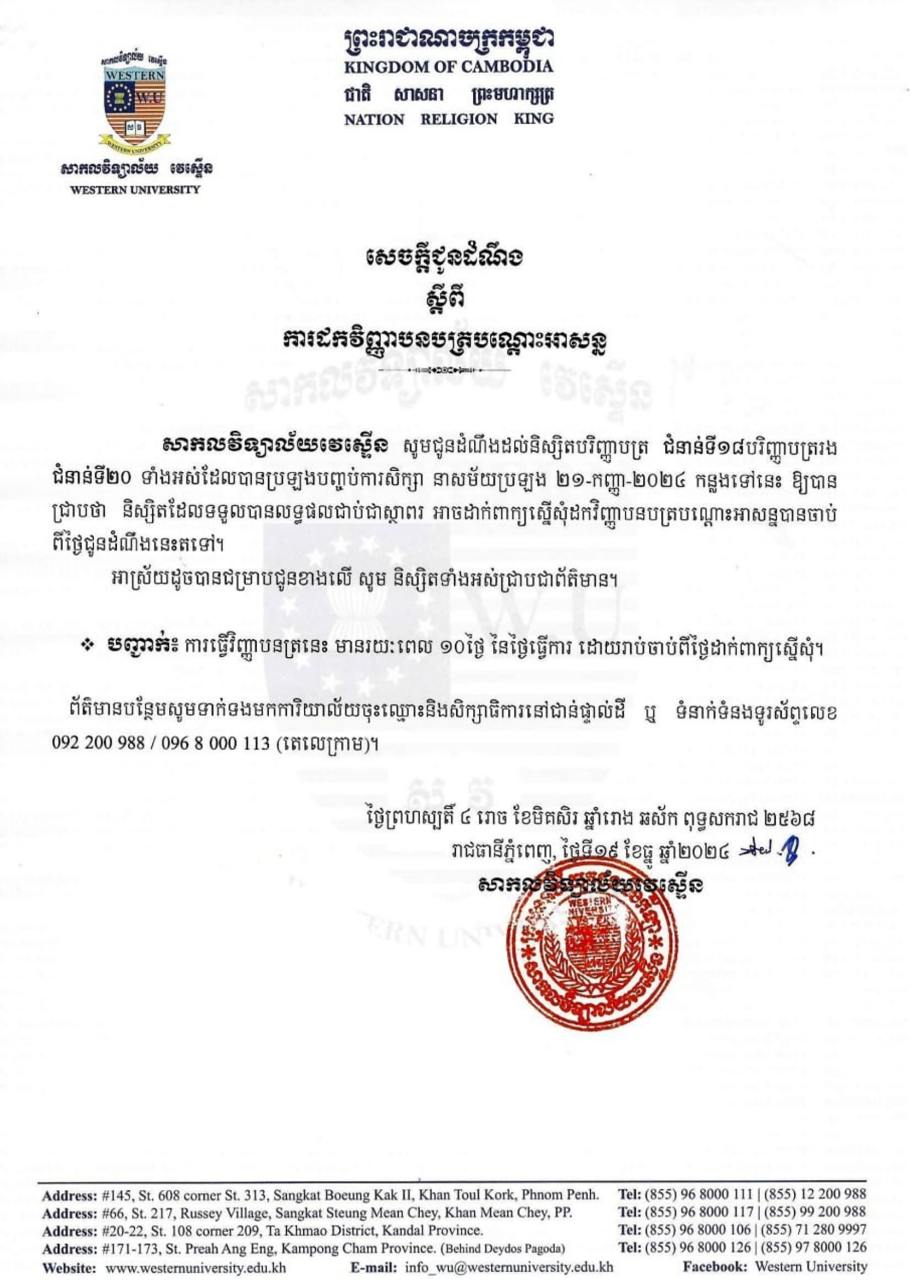 សាកលវិទ្យាល័យ វេស្ទើន
WESTERN
W.U
ស វ
WESTERN UNIVERSITY
សាកលវិទ្យាល័យ វេស្ទើន
WESTERN UNIVERSITY
ព្រះរាជាណាចក្រកម្ពុជា
KINGDOM OF CAMBODIA
ជាតិ សាសនា ព្រះមហាក្សត្រ
NATION RELIGION KING
សេចក្តីជូនដំណឹង
ស្តីពី
ការដកវិញ្ញាបនបត្របណ្តោះអាសន្ន
សាកលវិទ្យាល័យវេស្ទើន សូមជូនដំណឹងដល់និស្សិតបរិញ្ញាបត្រ ជំនាន់ទី១៨បរិញ្ញាបត្ររង
ជំនាន់ទី២០ ទាំងអស់ដែលបានប្រឡងបញ្ចប់ការសិក្សា នាសម័យប្រឡង ២១-កញ្ញា-២០២៤ កន្លងទៅនេះ ឱ្យបាន
ជ្រាបថា និស្សិតដែលទទួលបានលទ្ធផលជាប់ជាស្ថាពរ អាចដាក់ពាក្យស្នើសុំដកវិញ្ញាបនបត្របណ្តោះអាសន្នបានចាប់
ពីថ្ងៃជូនដំណឹងនេះតទៅ។
អាស្រ័យដូចបានជម្រាបជូនខាងលើ សូម និស្សិតទាំងអស់ជ្រាបជាព័ត៌មាន។
❖ បញ្ជាក់៖ ការធ្វើវិញ្ញាបនត្រនេះ មានរយៈពេល ១០ថ្ងៃ នៃថ្ងៃធ្វើការ ដោយរាប់ចាប់ពីថ្ងៃដាក់ពាក្យស្នើសុំ។
ព័ត៌មានបន្ថែមសូមទាក់ទងមកការិយាល័យចុះឈ្មោះនិងសិក្សាធិការនៅជាន់ផ្ទាល់ដី ឬ ទំនាក់ទំនងទូរស័ព្ទលេខ
092 200 988 / 096 8 000 113 (តេលេក្រាម)។
ថ្ងៃព្រហស្បតិ៍ ៤ រោច ខែមិគសិរ ឆ្នាំរោង ឆស័ក ពុទ្ធសករាជ ២៥៦៨
រាជធានីភ្នំពេញ, ថ្ងៃទី១៩ ខែធ្នូ ឆ្នាំ២០២៤
សាកលវិទ្យាល័យវេស្ទើន
WESTERN
UNIVERSITY
សាកលវិទ្យាល័យវេស្ទើន
Address: #145, St. 608 corner St. 313, Sangkat Boeung Kak II, Khan Toul Kork, Phnom Penh. Tel: (855) 96 8000 111 | (855) 12 200 988
Address: #66, St. 217, Russey Village, Sangkat Steung Mean Chey, Khan Mean Chey, PP. Tel: (855) 96 8000 117 | (855) 99 200 988
Address: #20-22, St. 108 corner 209, Ta Khmao District, Kandal Province. Tel: (855) 96 8000 106 | (855) 71 280 9997
Address: #171-173, St. Preah Ang Eng, Kampong Cham Province. (Behind Deydos Pagoda) Tel: (855) 96 8000 126 | (855) 97 8000 126
Website: www.westernuniversity.edu.kh E-mail: info_wu@westernuniversity.edu.kh Facebook: Western University